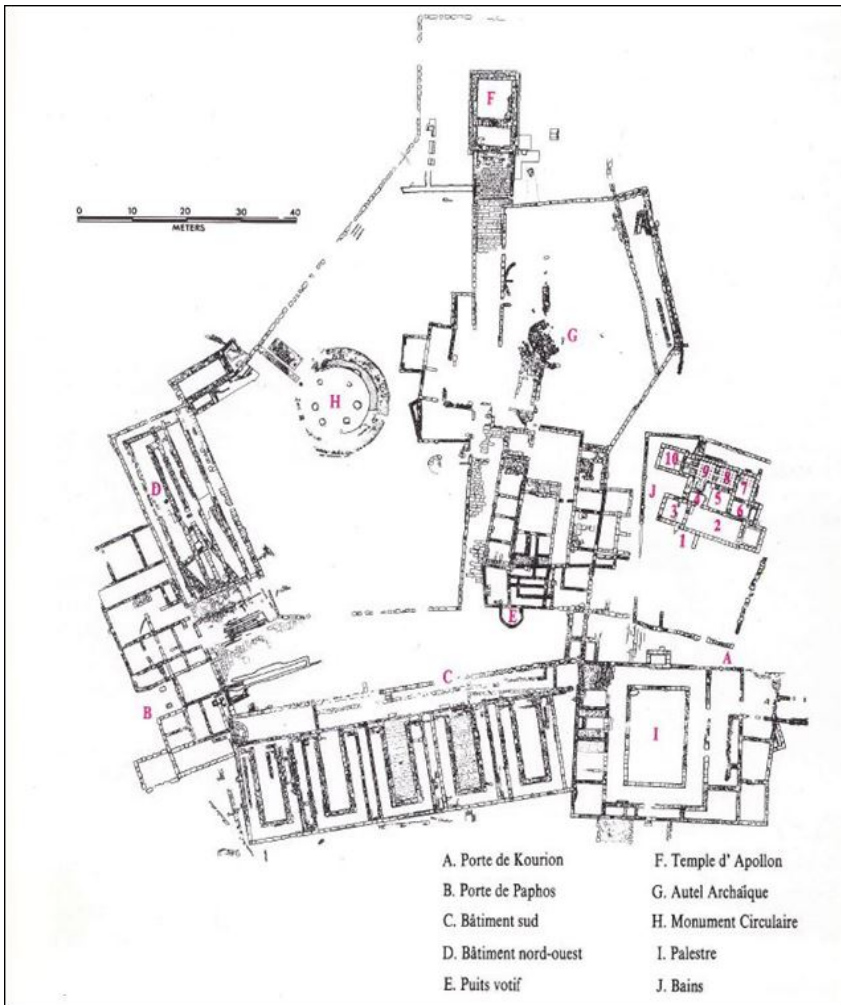 F
0 10 20 30 40
METERS
G
H
10
9
8
7
D
J
4
5
3
6
2
1
E
A
C
B
I
A. Porte de Kourion
B. Porte de Paphos
C. Bâtiment sud
D. Bâtiment nord-ouest
E. Puits votif
F. Temple d' Apollon
G. Autel Archaîque
H. Monument Circulaire
I. Palestre
J. Bains